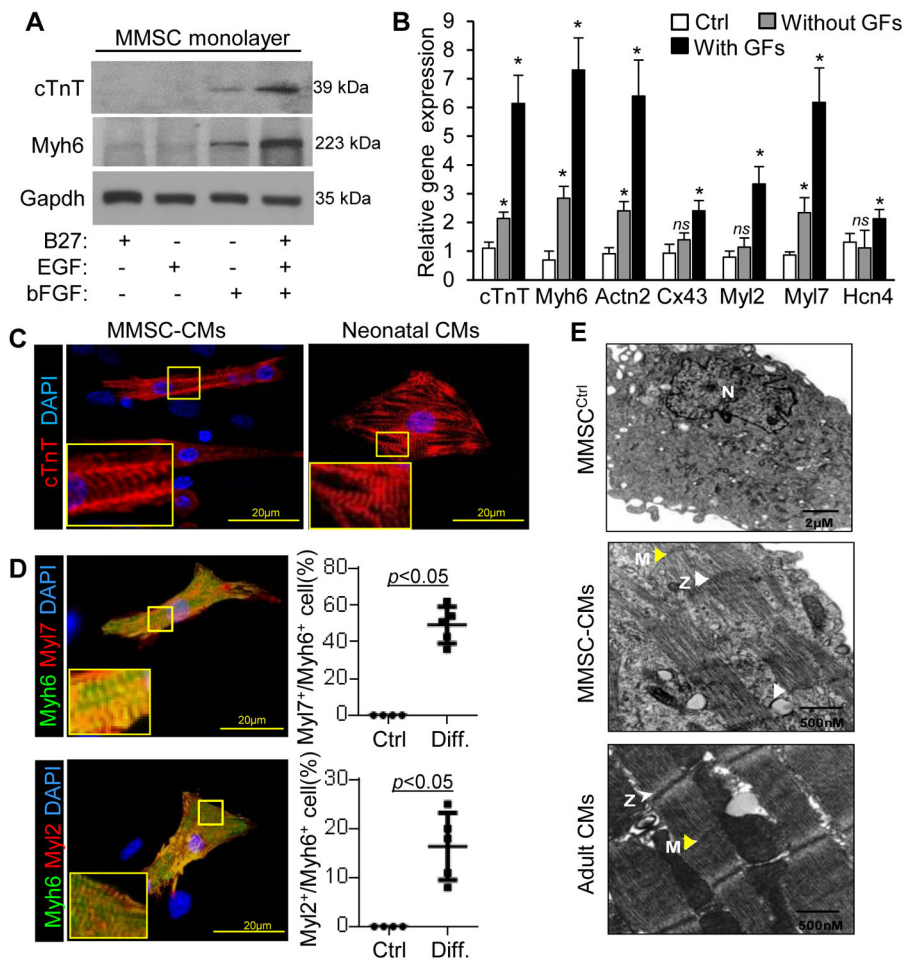 A
MMSC monolayer
cTnT
39 kDa
Myh6
223 kDa
Gapdh
35 kDa
B27: + - - +
EGF: - + - +
bFGF: - - + +
B
Ctrl
Without GFs
With GFs
Relative gene expression
9
8
7
6
5
4
3
2
1
0
* * * * * * ns * ns * * * ns *
cTnT Myh6 Actn2 Cx43 Myl2 Myl7 Hcn4
C
MMSC-CMs
Neonatal CMs
cTnT DAPI
20µm
20µm
D
Myh6 Myl7 DAPI
20µm
Myl7+/Myh6+ cell(%)
80
60
40
20
0
p<0.05
Ctrl Diff.
Myh6 Myl2 DAPI
20µm
Myl2+/Myh6+ cell(%)
30
20
10
0
p<0.05
Ctrl Diff.
E
MMSCCtrl
N
2µM
MMSC-CMs
M
Z
500nM
Adult CMs
Z
M
500nM